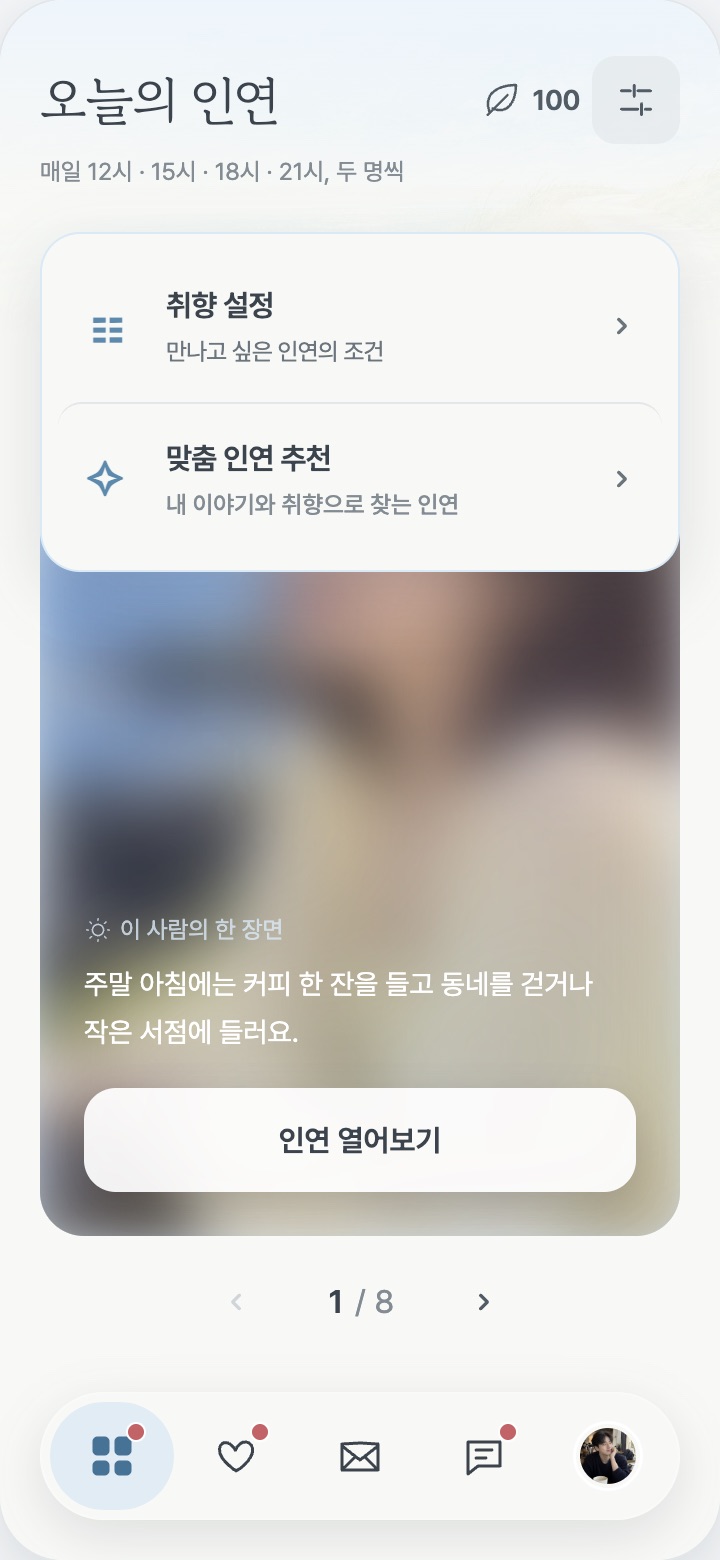 오늘의 인연
100
매일 12시 · 15시 · 18시 · 21시, 두 명씩
취향 설정
만나고 싶은 인연의 조건
맞춤 인연 추천
내 이야기와 취향으로 찾는 인연
이 사람의 한 장면
주말 아침에는 커피 한 잔을 들고 동네를 걷거나
작은 서점에 들러요.
인연 열어보기
1 / 8